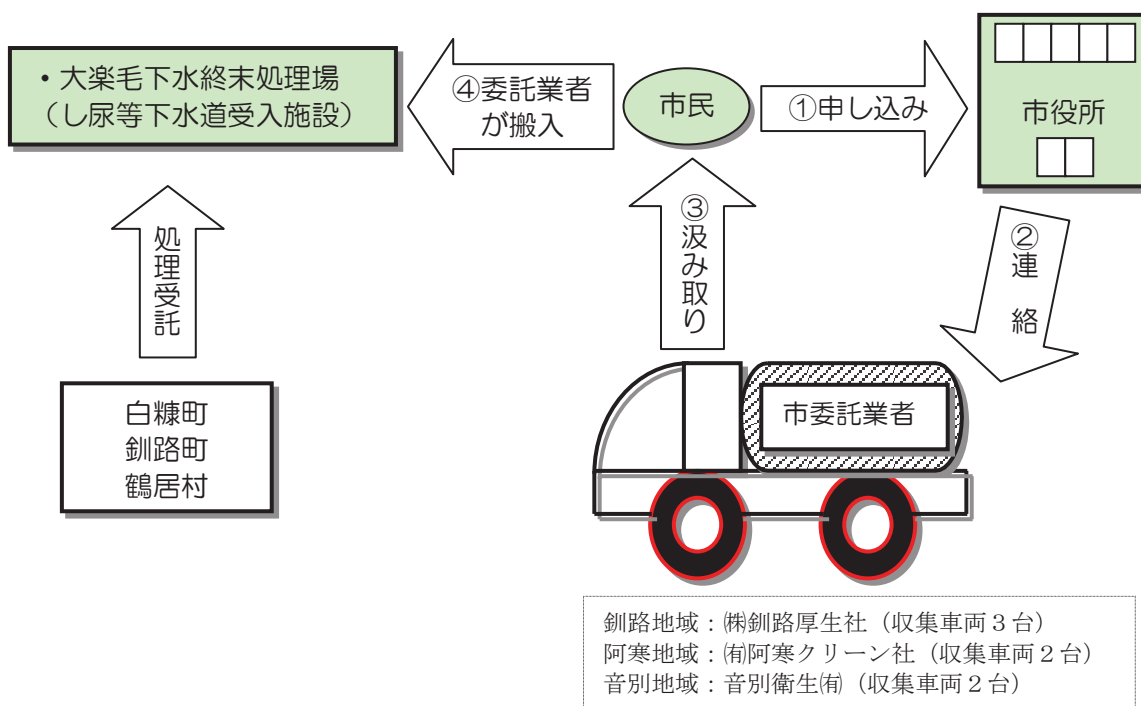 ・大楽毛下水終末処理場
（し尿等下水道受入施設）
④委託業者
が搬入
市民
①申し込み
市役所
②連絡
③汲み取り
処理受託
白糠町
釧路町
鶴居村
市委託業者
釧路地域：㈱釧路厚生社（収集車両３台）
阿寒地域：㈲阿寒クリーン社（収集車両２台）
音別地域：音別衛生㈲（収集車両２台）